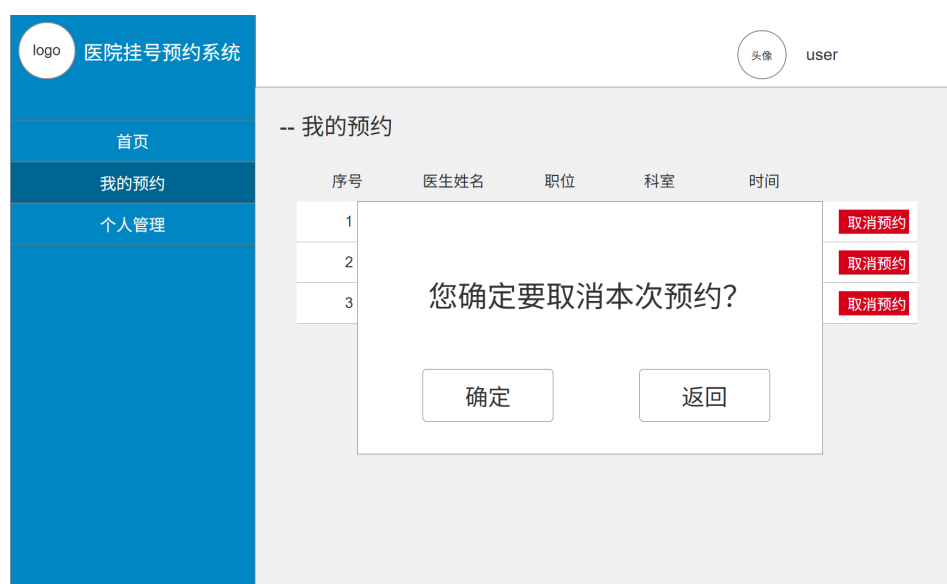 logo
医院挂号预约系统
头像
user
首页
我的预约
个人管理
-- 我的预约
序号 医生姓名 职位 科室 时间
1 取消预约
2 取消预约
3 取消预约
您确定要取消本次预约?
确定 返回